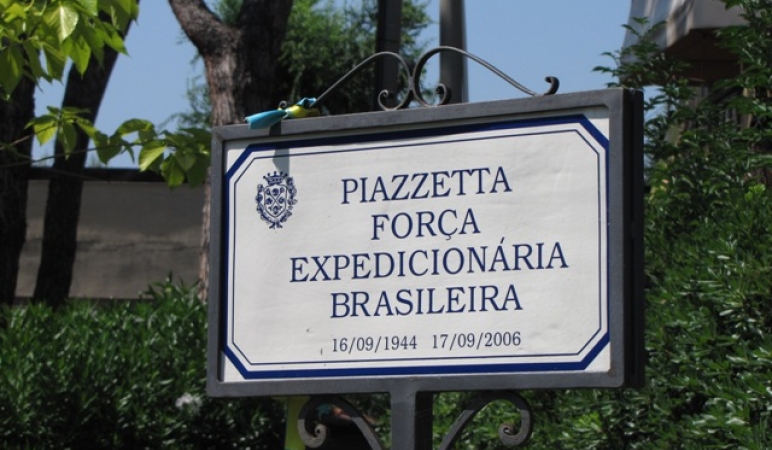 PIAZZETTA
FORÇA
EXPEDICIONÁRIA
BRASILEIRA
16/09/1944 17/09/2006